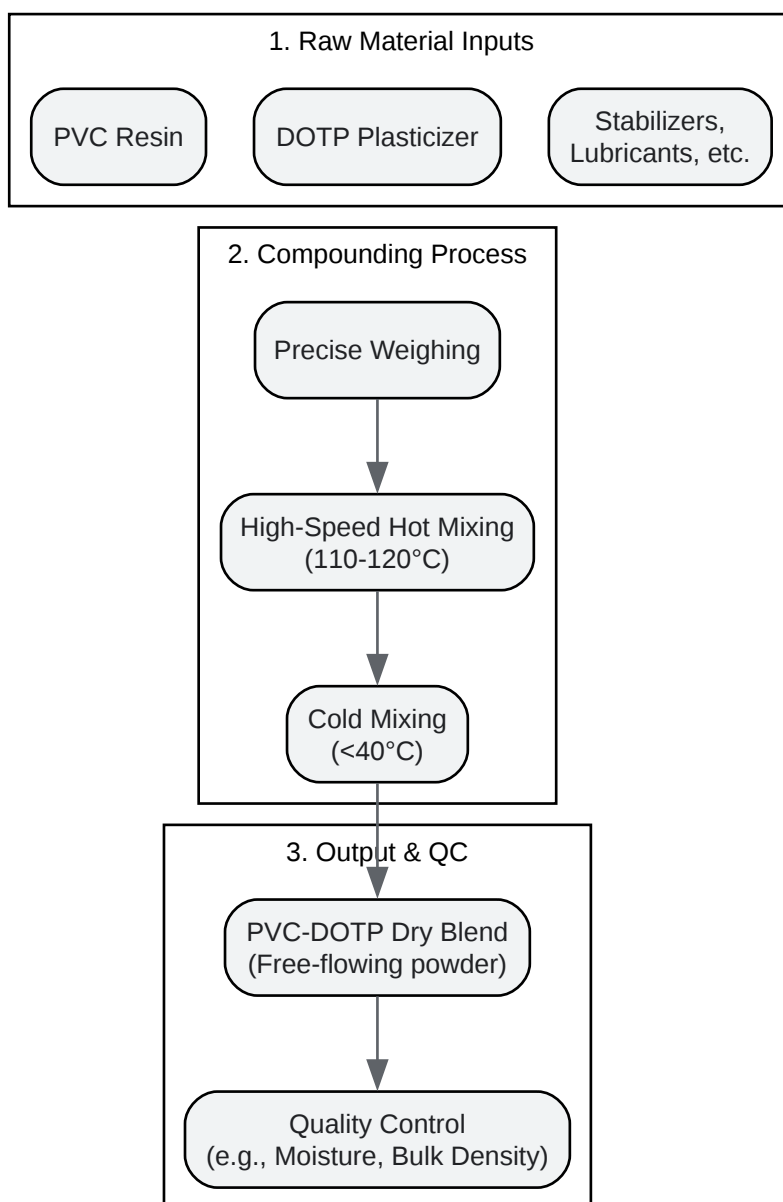 1. Raw Material Inputs
PVC Resin
DOTP Plasticizer
Stabilizers,
Lubricants, etc.
2. Compounding Process
Precise Weighing
High-Speed Hot Mixing
(110-120°C)
Cold Mixing
(<40°C)
3. Output & QC
PVC-DOTP Dry Blend
(Free-flowing powder)
Quality Control
(e.g., Moisture, Bulk Density)